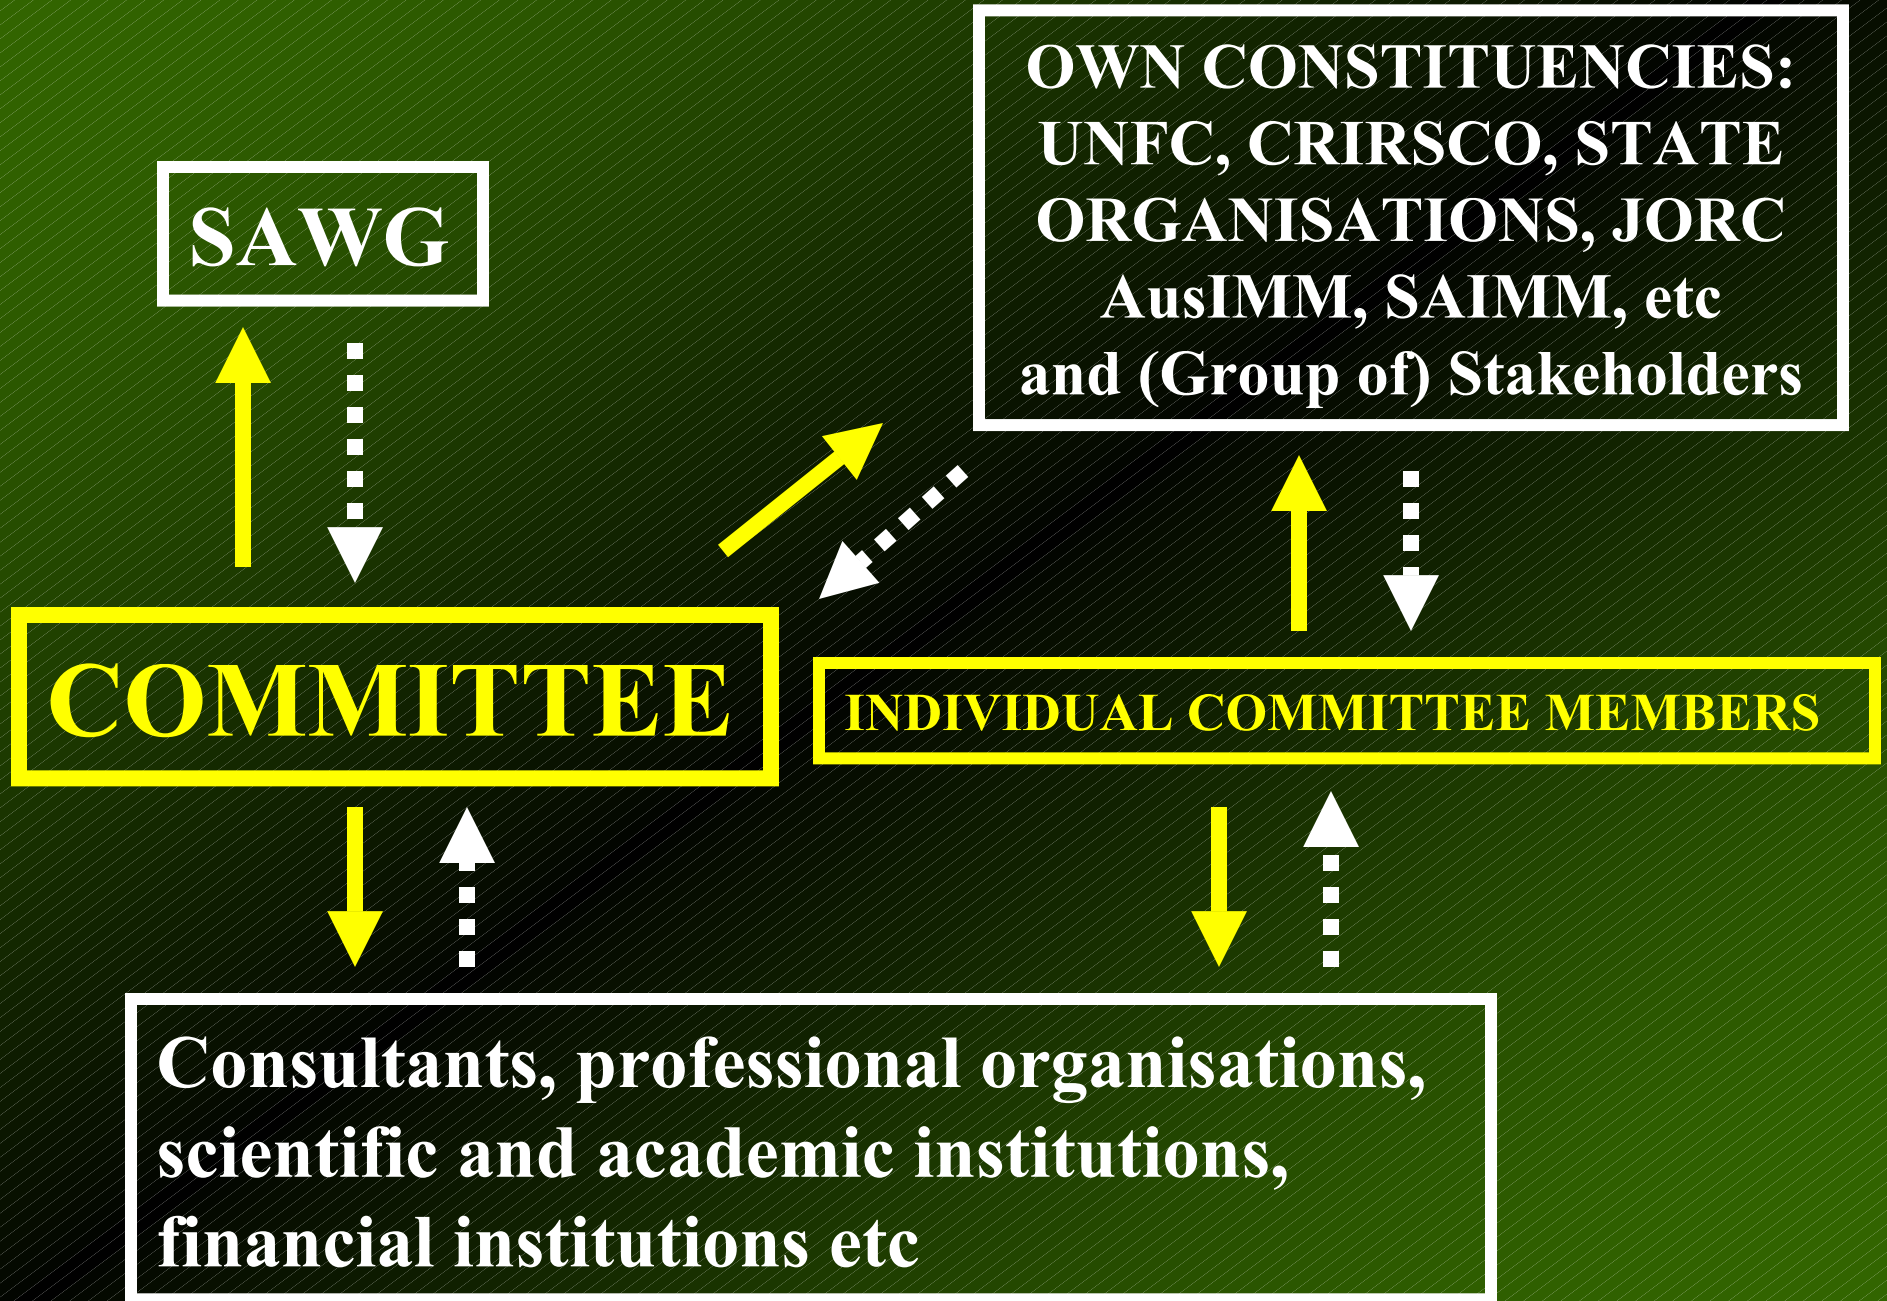 SAWG
OWN CONSTITUENCIES:
UNFC, CRIRSCO, STATE
ORGANISATIONS, JORC
AusIMM, SAIMM, etc
and (Group of) Stakeholders
COMMITTEE
INDIVIDUAL COMMITTEE MEMBERS
Consultants, professional organisations,
scientific and academic institutions,
financial institutions etc